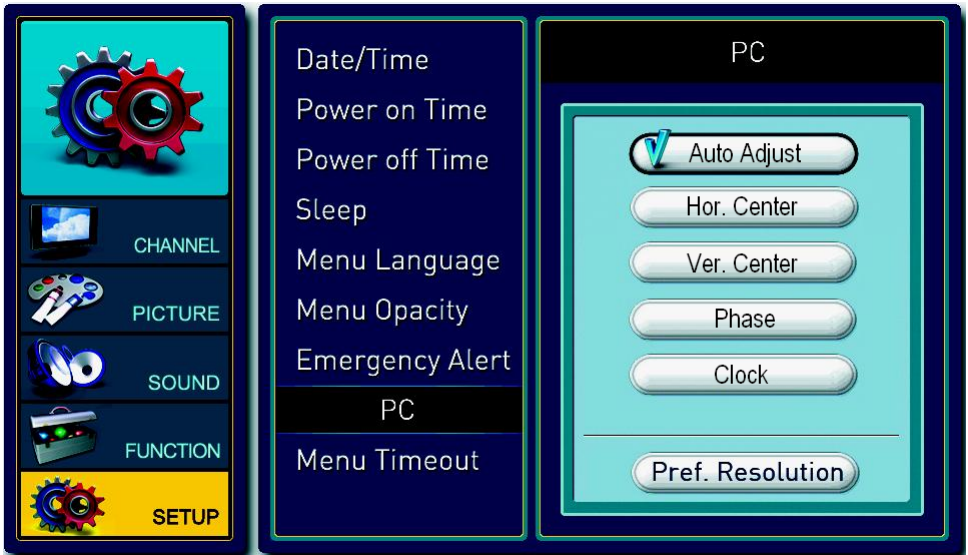 CHANNEL
PICTURE
SOUND
FUNCTION
SETUP
Date/Time
Power on Time
Power off Time
Sleep
Menu Language
Menu Opacity
Emergency Alert
PC
Menu Timeout
PC
Auto Adjust
Hor. Center
Ver. Center
Phase
Clock
Pref. Resolution